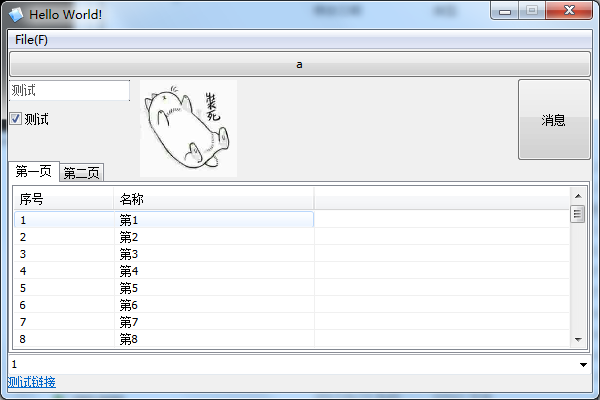 Hello World!
File(F)
a
测试
测试
装死
消息
第一页 第二页
序号 名称
1 第1
2 第2
3 第3
4 第4
5 第5
6 第6
7 第7
8 第8
1
测试链接